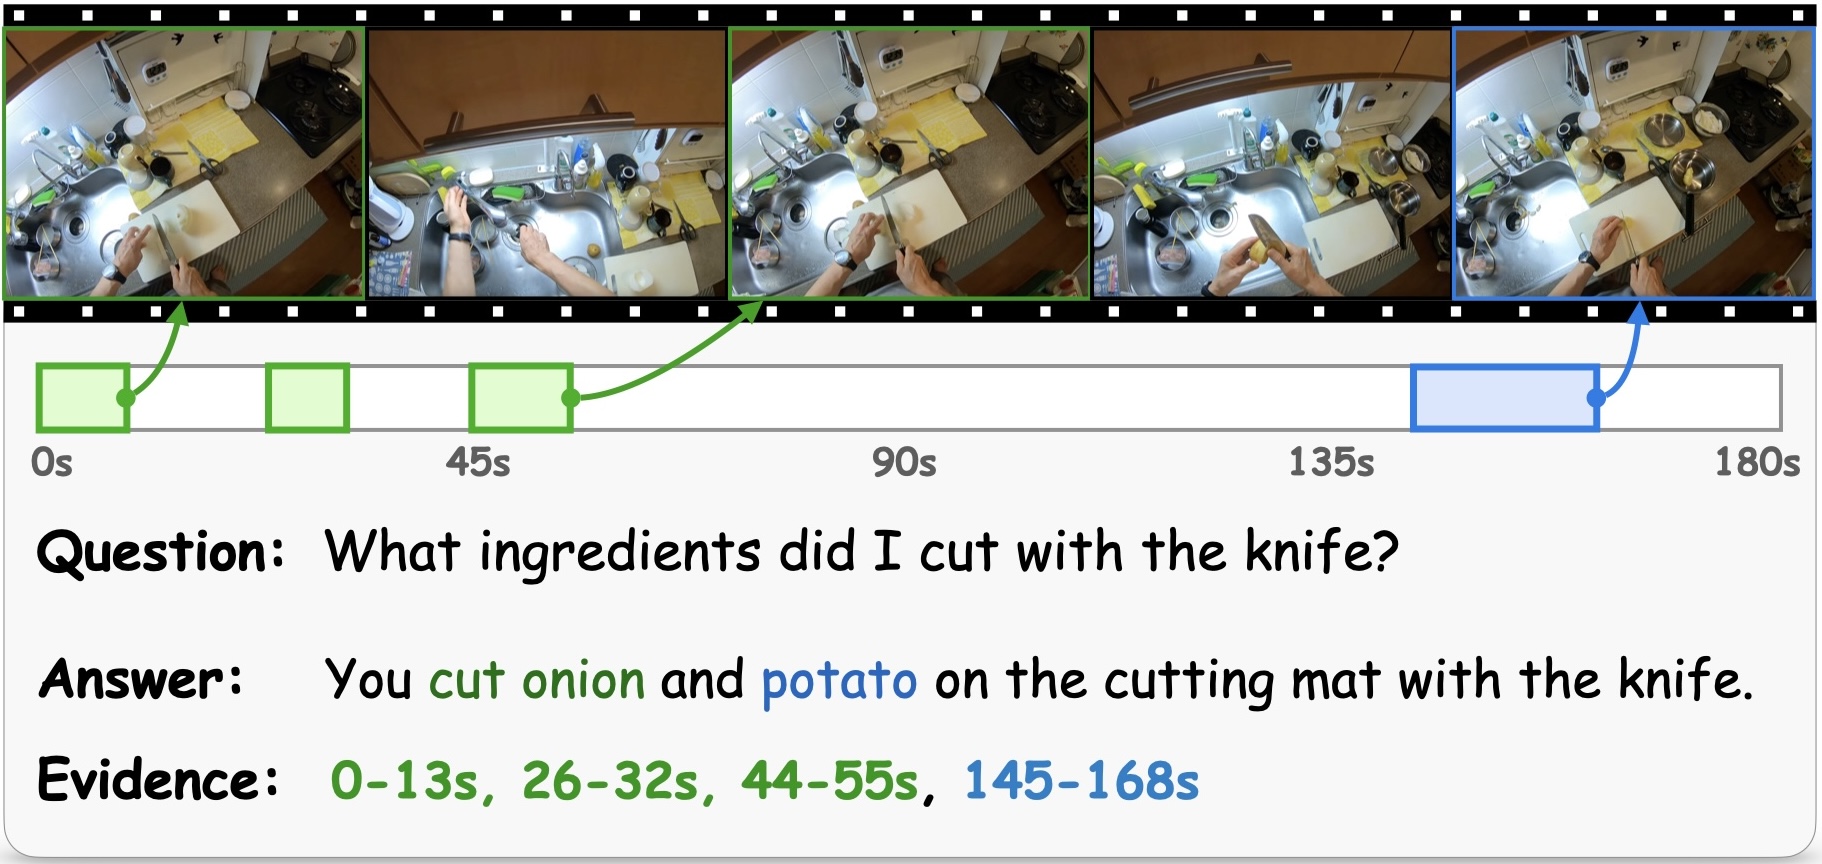 0s 45s 90s 135s 180s
Question: What ingredients did I cut with the knife?
Answer: You cut onion and potato on the cutting mat with the knife.
Evidence: 0-13s, 26-32s, 44-55s, 145-168s